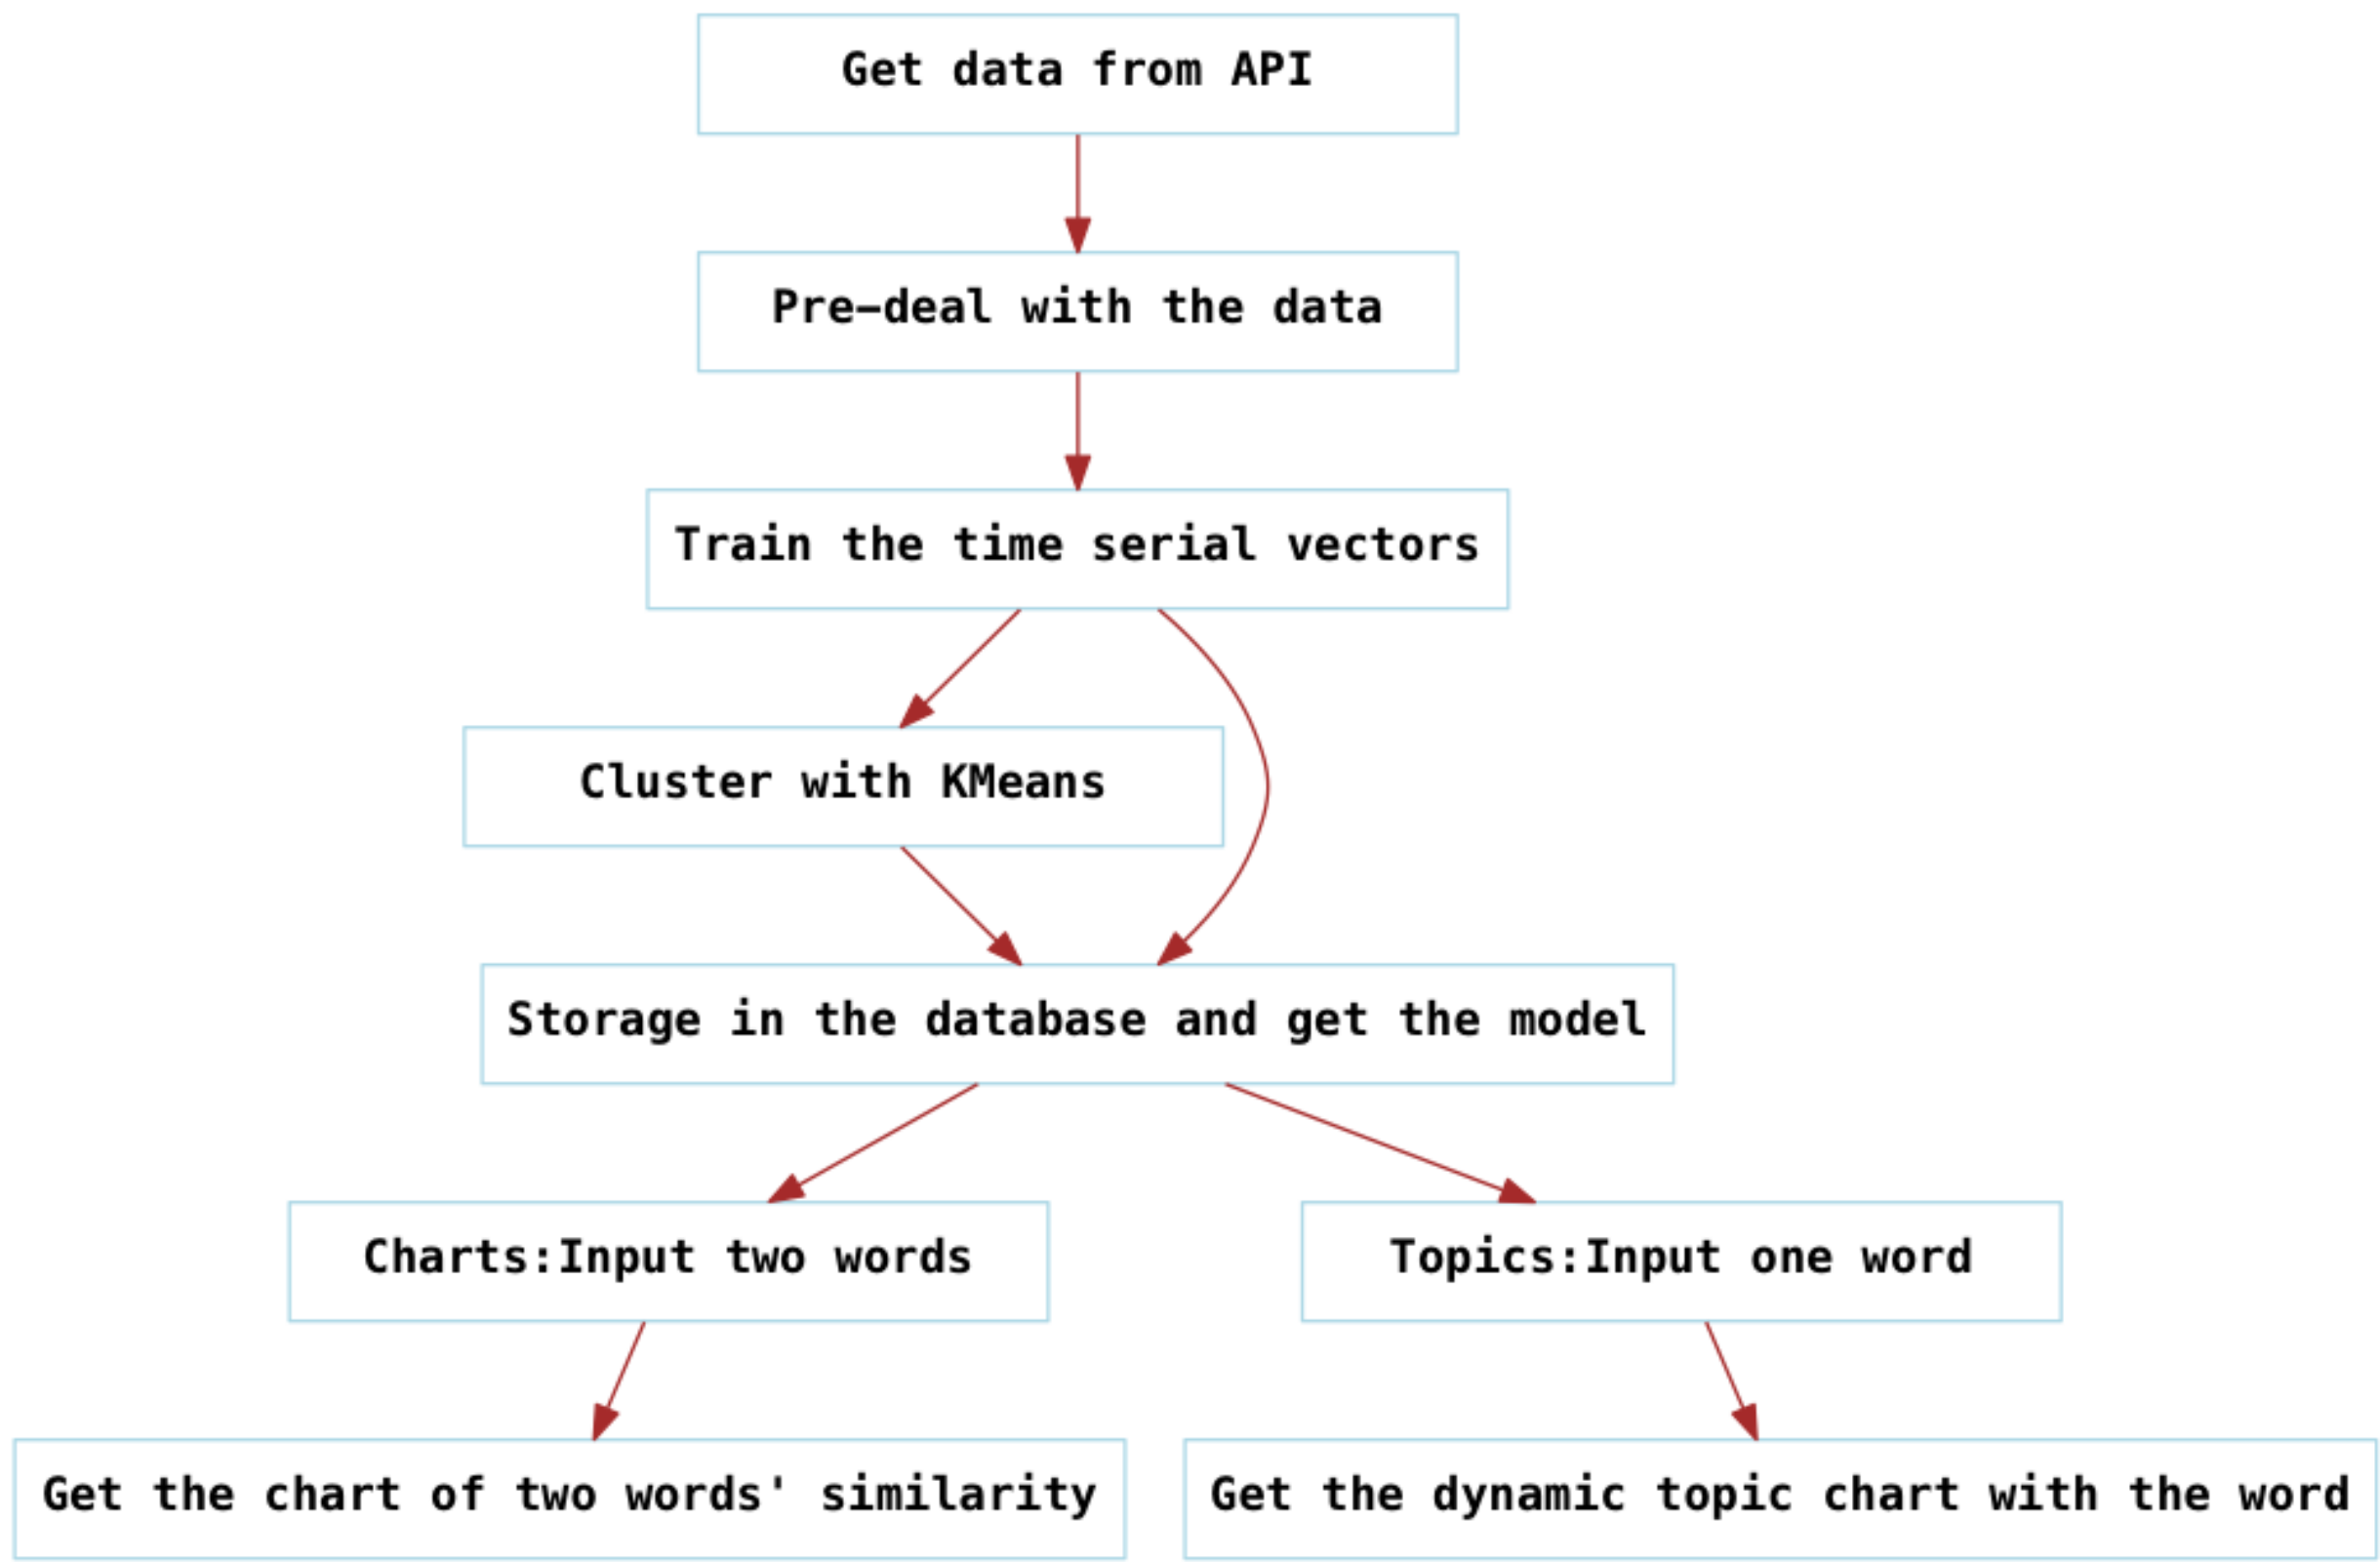 Get data from API
Pre-deal with the data
Train the time serial vectors
Cluster with KMeans
Storage in the database and get the model
Charts:Input two words
Topics:Input one word
Get the chart of two words' similarity
Get the dynamic topic chart with the word